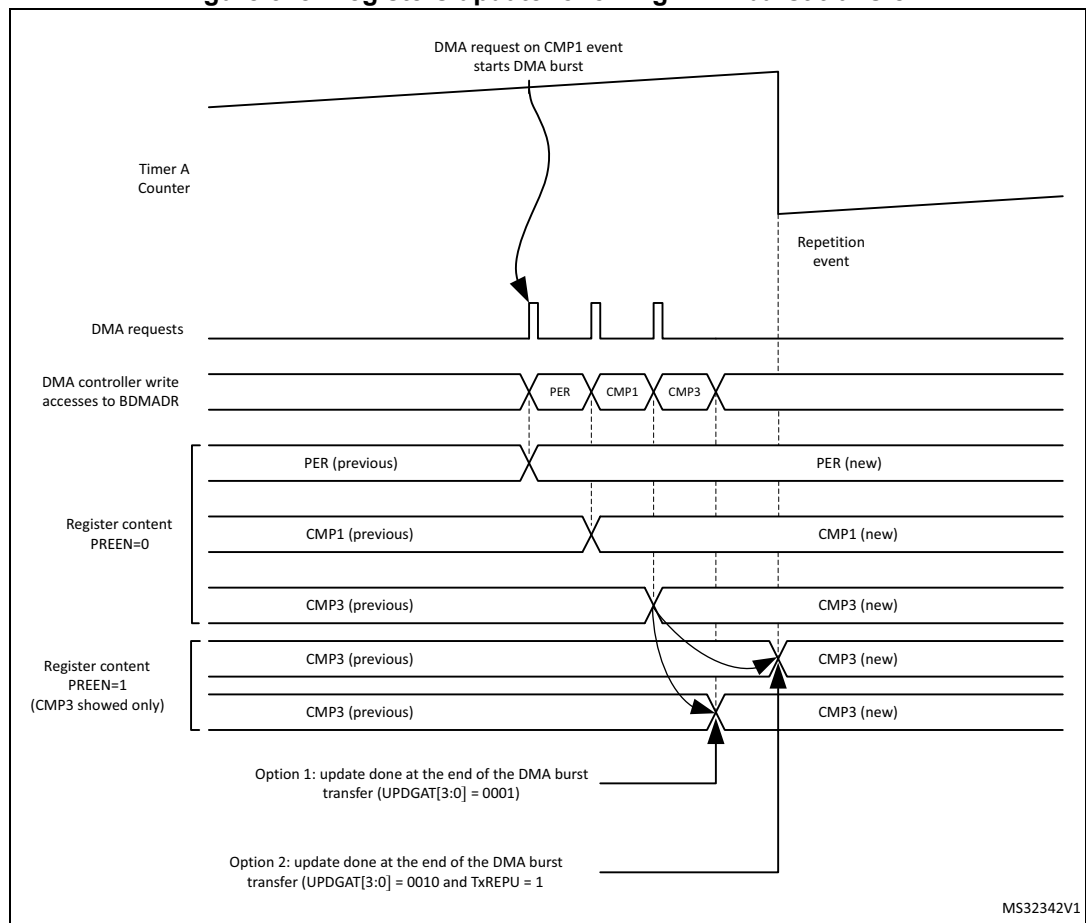 DMA request on CMP1 event
starts DMA burst
Timer A
Counter
Repetition
event
DMA requests
DMA controller write
accesses to BDMADR
PER
CMP1
CMP3
PER (previous)
PER (new)
Register content
PREEN=0
CMP1 (previous)
CMP1 (new)
CMP3 (previous)
CMP3 (new)
Register content
PREEN=1
(CMP3 showed only)
CMP3 (previous)
CMP3 (new)
CMP3 (previous)
CMP3 (new)
Option 1: update done at the end of the DMA burst
transfer (UPDGAT[3:0] = 0001)
Option 2: update done at the end of the DMA burst
transfer (UPDGAT[3:0] = 0010 and TxREPU = 1
MS32342V1